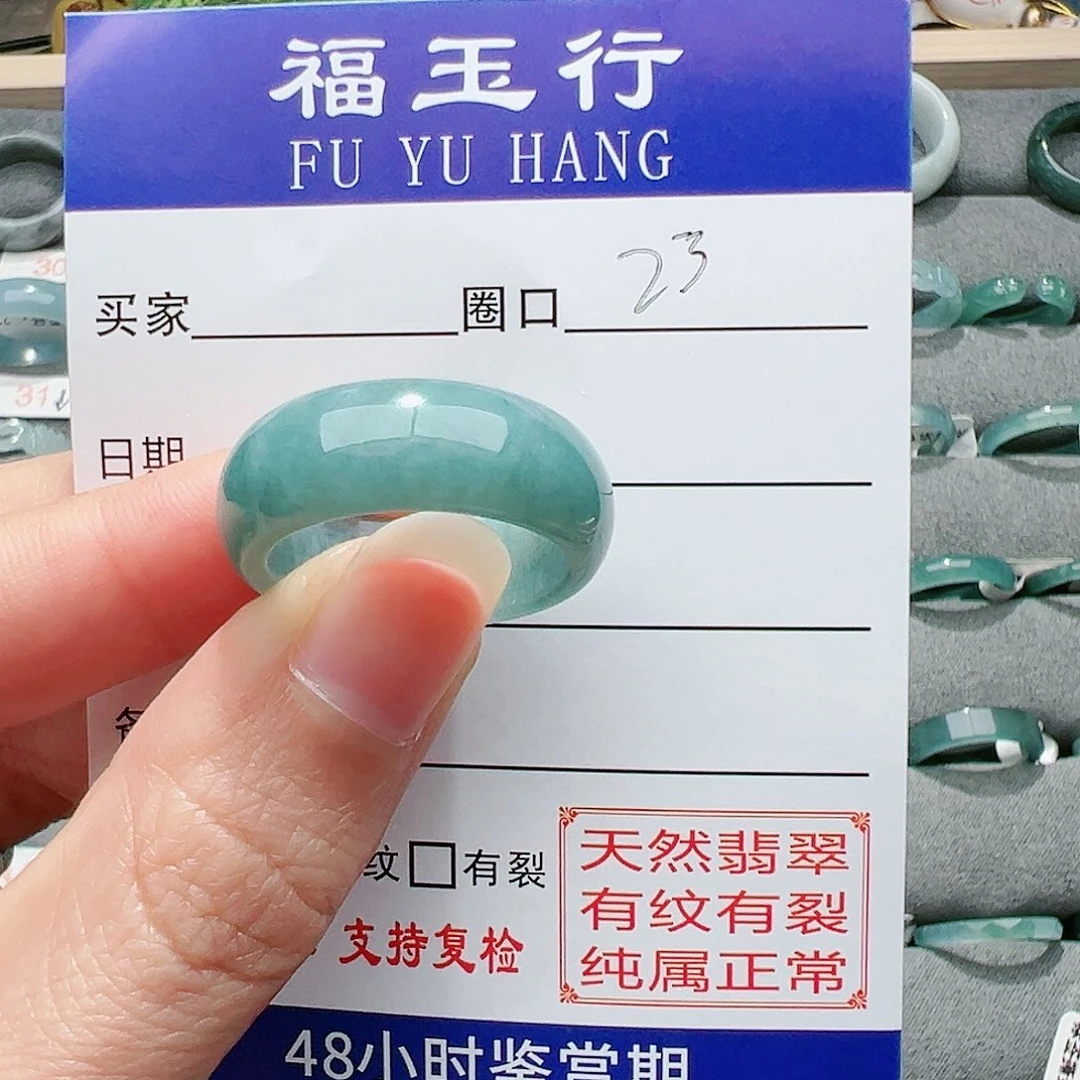 福玉行
FU YU HANG
买家 圈口 23
日期
纹 有裂
支持复检
天然翡翠
有纹有裂
纯属正常
48小时鉴赏期
30
31